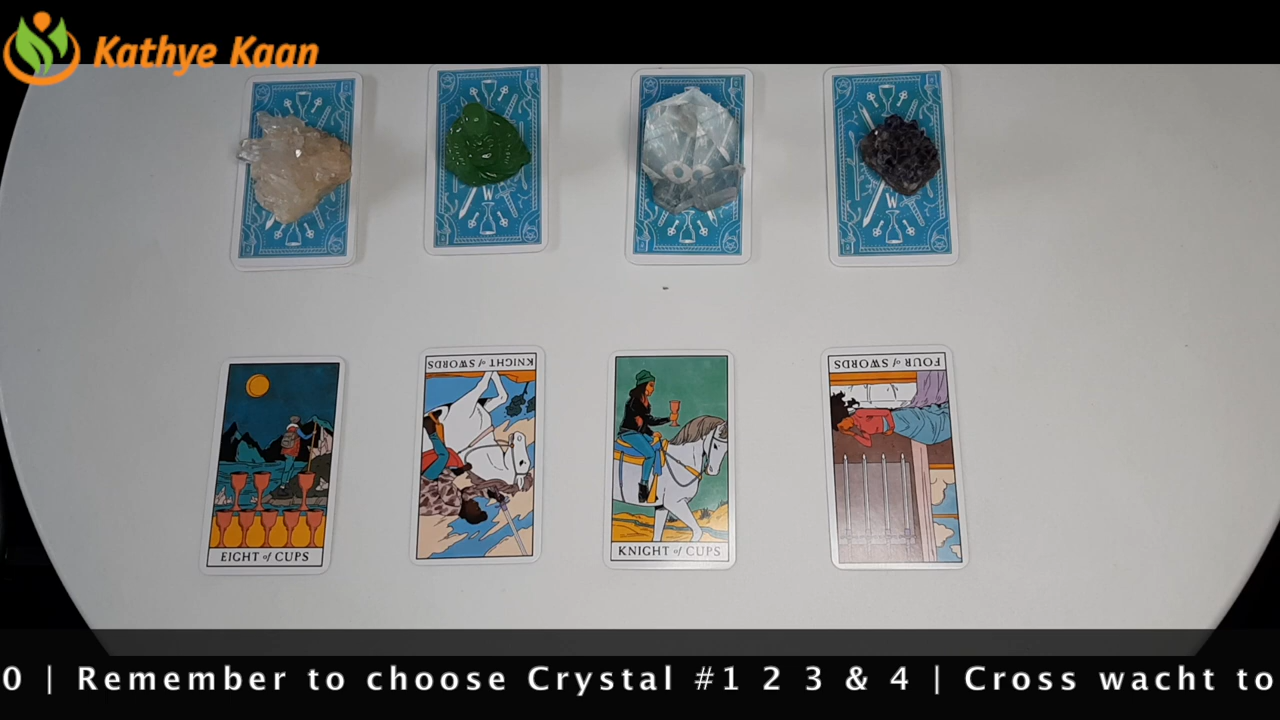 Kathye Kaan
W
W
KNIGHT of SWORDS
FOUR of SWORDS
EIGHT of CUPS
KNIGHT of CUPS
0 | Remember to choose Crystal #1 2 3 & 4 | Cross wacht to